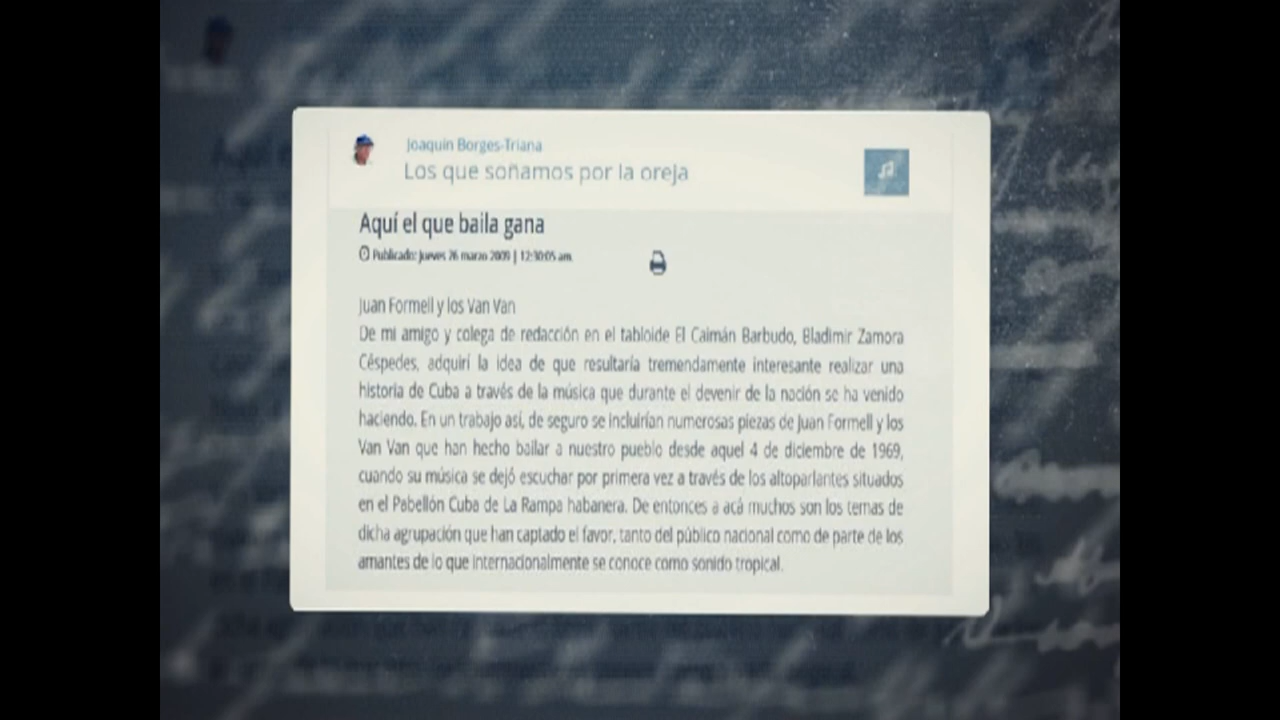 Joaquín Borges-Triana
Los que soñamos por la oreja
Aquí el que baila gana
Publicado: Jueves 26 marzo 2009 | 12:30:05 am.
Juan Formell y los Van Van
De mi amigo y colega de redacción en el tabloide El Caimán Barbudo, Bladimir Zamora
Céspedes, adquirí la idea de que resultaría tremendamente interesante realizar una
historia de Cuba a través de la música que durante el devenir de la nación se ha venido
haciendo. En un trabajo así, de seguro se incluirían numerosas piezas de Juan Formell y los
Van Van que han hecho bailar a nuestro pueblo desde aquel 4 de diciembre de 1969,
cuando su música se dejó escuchar por primera vez a través de los altoparlantes situados
en el Pabellón Cuba de La Rampa habanera. De entonces a acá muchos son los temas de
dicha agrupación que han captado el favor, tanto del público nacional como de parte de los
amantes de lo que internacionalmente se conoce como sonido tropical.